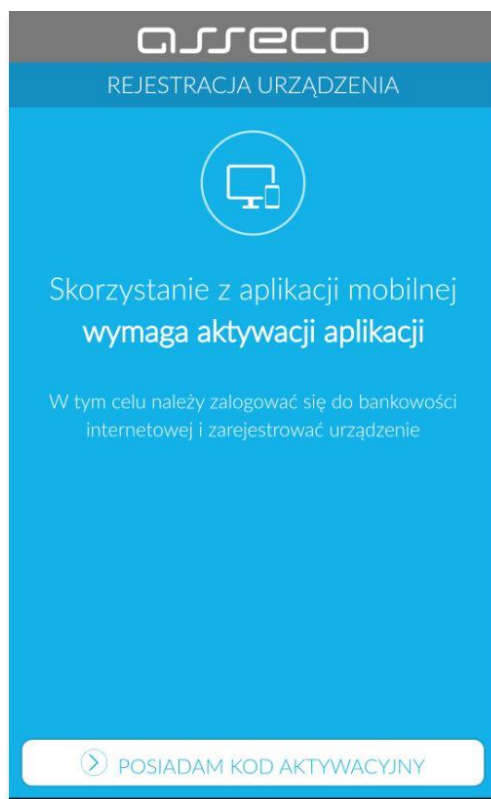 asseco
REJESTRACJA URZĄDZENIA
Skorzystanie z aplikacji mobilnej
wymaga aktywacji aplikacji
W tym celu należy zalogować się do bankowości
internetowej i zarejestrować urządzenie
POSIADAM KOD AKTYWACYJNY